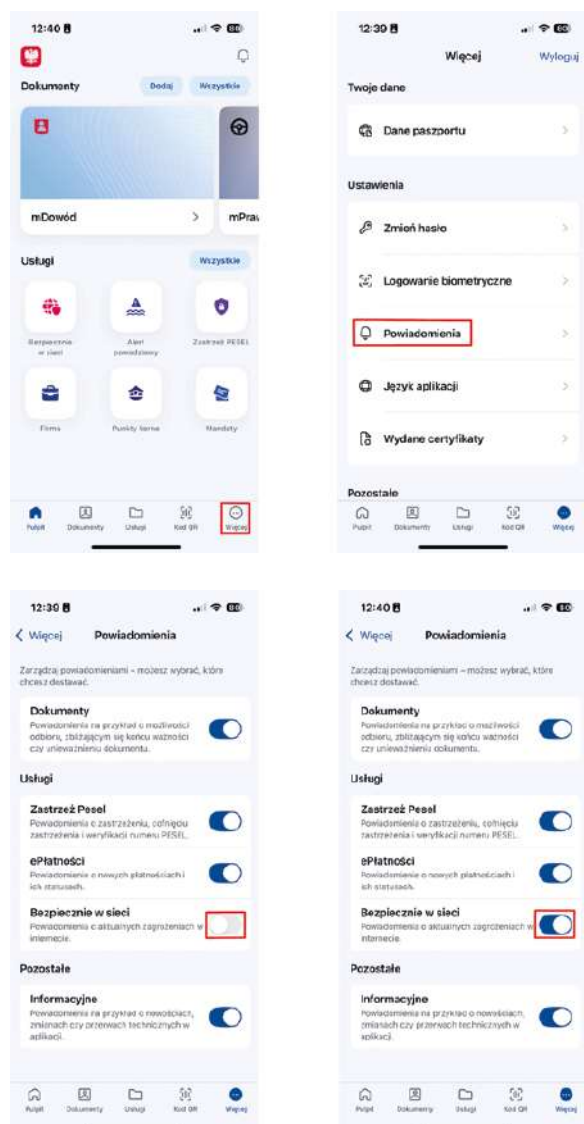 12:40
Dokumenty
Dodaj
Wszystkie
mDowód
mPraw
Usługi
Wszystkie
Bezpiecznie w sieci
Alert powodziowy
Zastrzeż PESEL
Firma
Punkty karne
Mandaty
Pulpit
Dokumenty
Usługi
Kod QR
Więcej
12:39
Więcej
Wyloguj
Twoje dane
Dane paszportu
Ustawienia
Zmień hasło
Logowanie biometryczne
Powiadomienia
Język aplikacji
Wydane certyfikaty
Pozostałe
Pulpit
Dokumenty
Usługi
Kod QR
Więcej
12:39
Więcej
Powiadomienia
Zarządzaj powiadomieniami – możesz wybrać, które
chcesz dostawać.
Dokumenty
Powiadomienia na przykład o możliwości
odbioru, zbliżającym się końcu ważności
czy unieważnieniu dokumentu.
Usługi
Zastrzeż Pesel
Powiadomienia o zastrzeżeniu, cofnięciu
zastrzeżenia i weryfikacji numeru PESEL.
ePłatności
Powiadomienia o nowych płatnościach i
ich statusach.
Bezpiecznie w sieci
Powiadomienia o aktualnych zagrożeniach w
internecie.
Pozostałe
Informacyjne
Powiadomienia na przykład o nowościach,
zmianach czy przerwach technicznych w
aplikacji.
Pulpit
Dokumenty
Usługi
Kod QR
Więcej
12:40
Więcej
Powiadomienia
Zarządzaj powiadomieniami – możesz wybrać, które
chcesz dostawać.
Dokumenty
Powiadomienia na przykład o możliwości
odbioru, zbliżającym się końcu ważności
czy unieważnieniu dokumentu.
Usługi
Zastrzeż Pesel
Powiadomienia o zastrzeżeniu, cofnięciu
zastrzeżenia i weryfikacji numeru PESEL.
ePłatności
Powiadomienia o nowych płatnościach i
ich statusach.
Bezpiecznie w sieci
Powiadomienia o aktualnych zagrożeniach w
internecie.
Pozostałe
Informacyjne
Powiadomienia na przykład o nowościach,
zmianach czy przerwach technicznych w
aplikacji.
Pulpit
Dokumenty
Usługi
Kod QR
Więcej